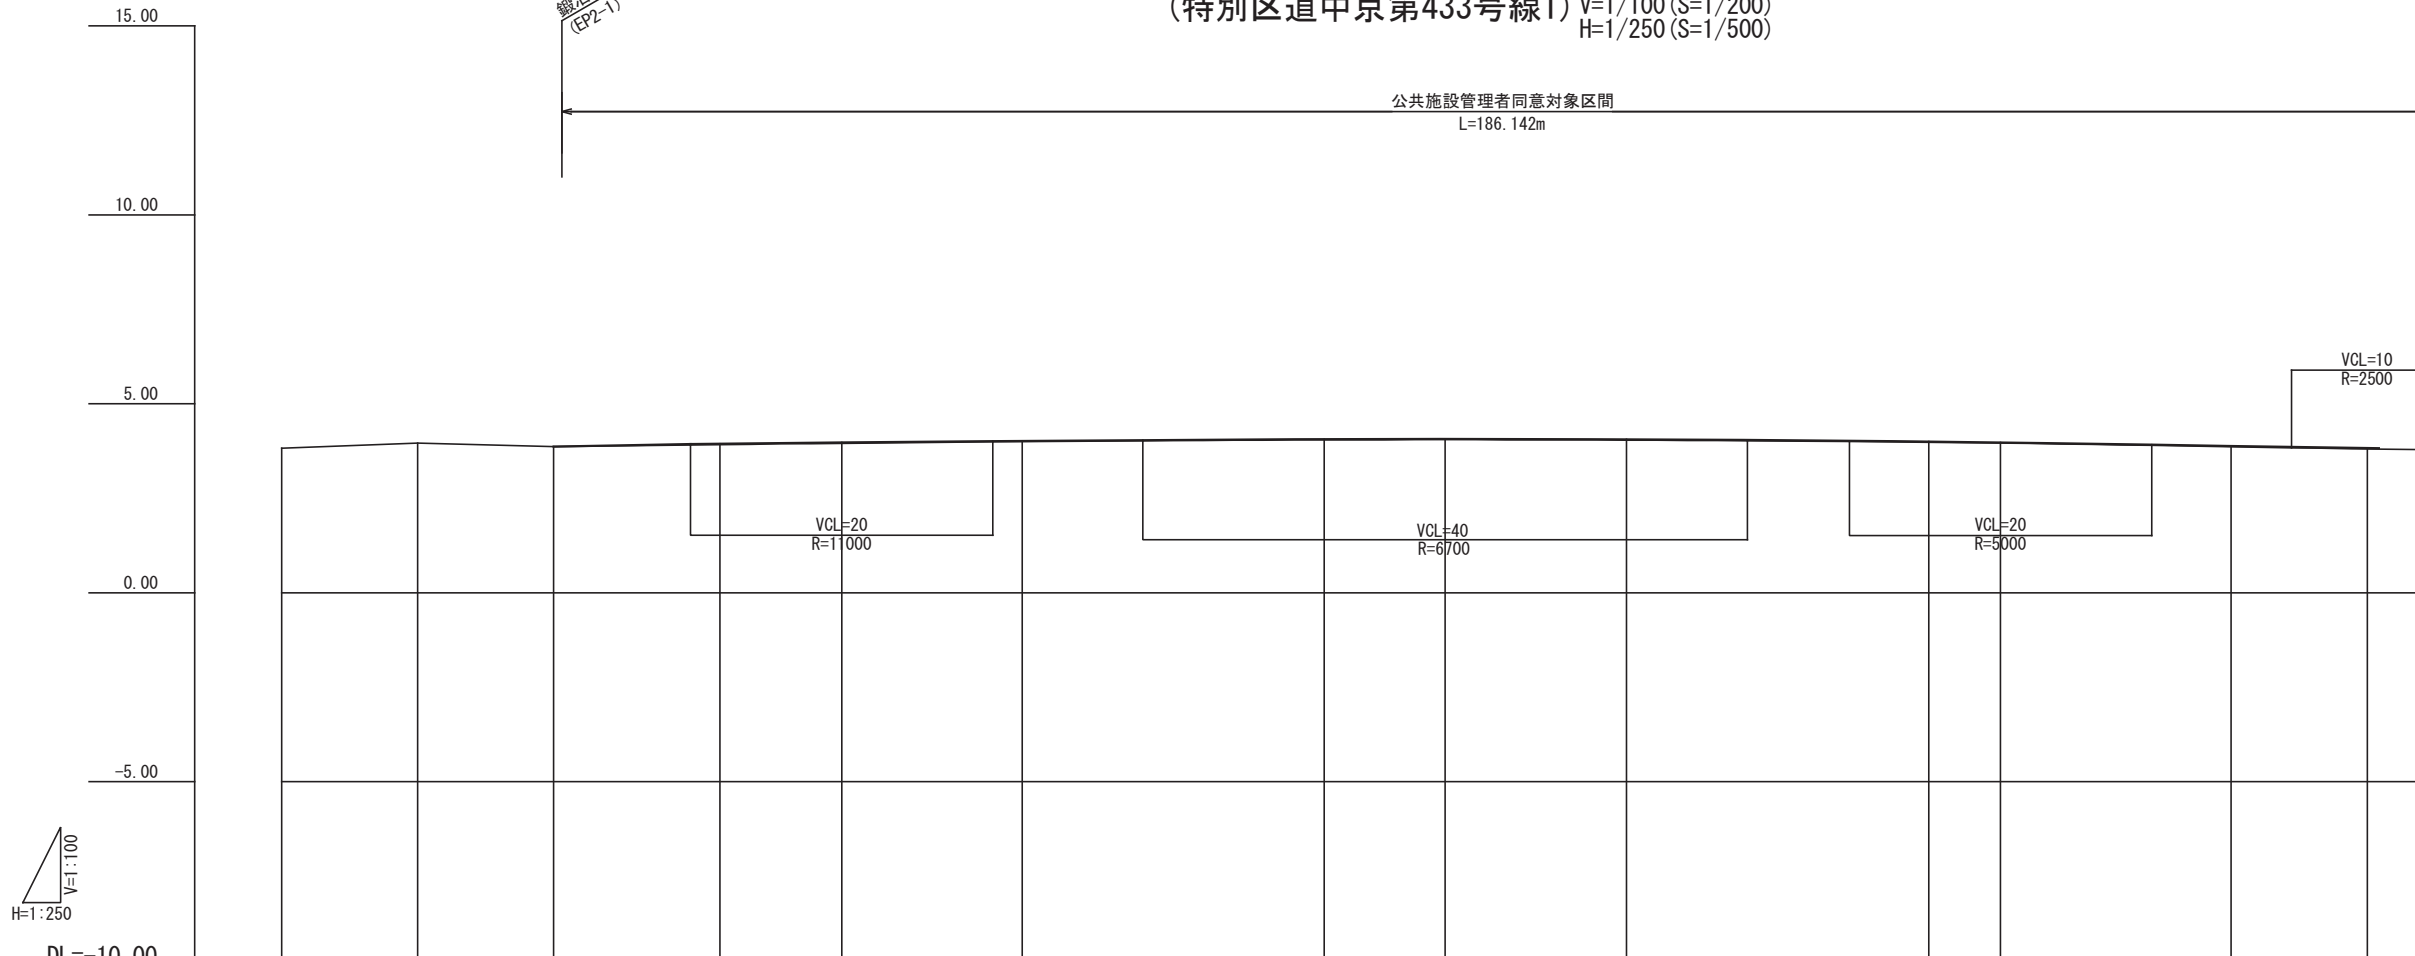 15.00
(EP2-1)
(特別区道中京第433号線1)
V=1/100(S=1/200)
H=1/250(S=1/500)
公共施設管理者同意対象区間
L=186.142m
10.00
VCL=10
R=2500
5.00
VCL=20
R=11000
VCL=40
R=6700
VCL=20
R=5000
0.00
-5.00
V=1:100
H=1:250
DL=-10.00